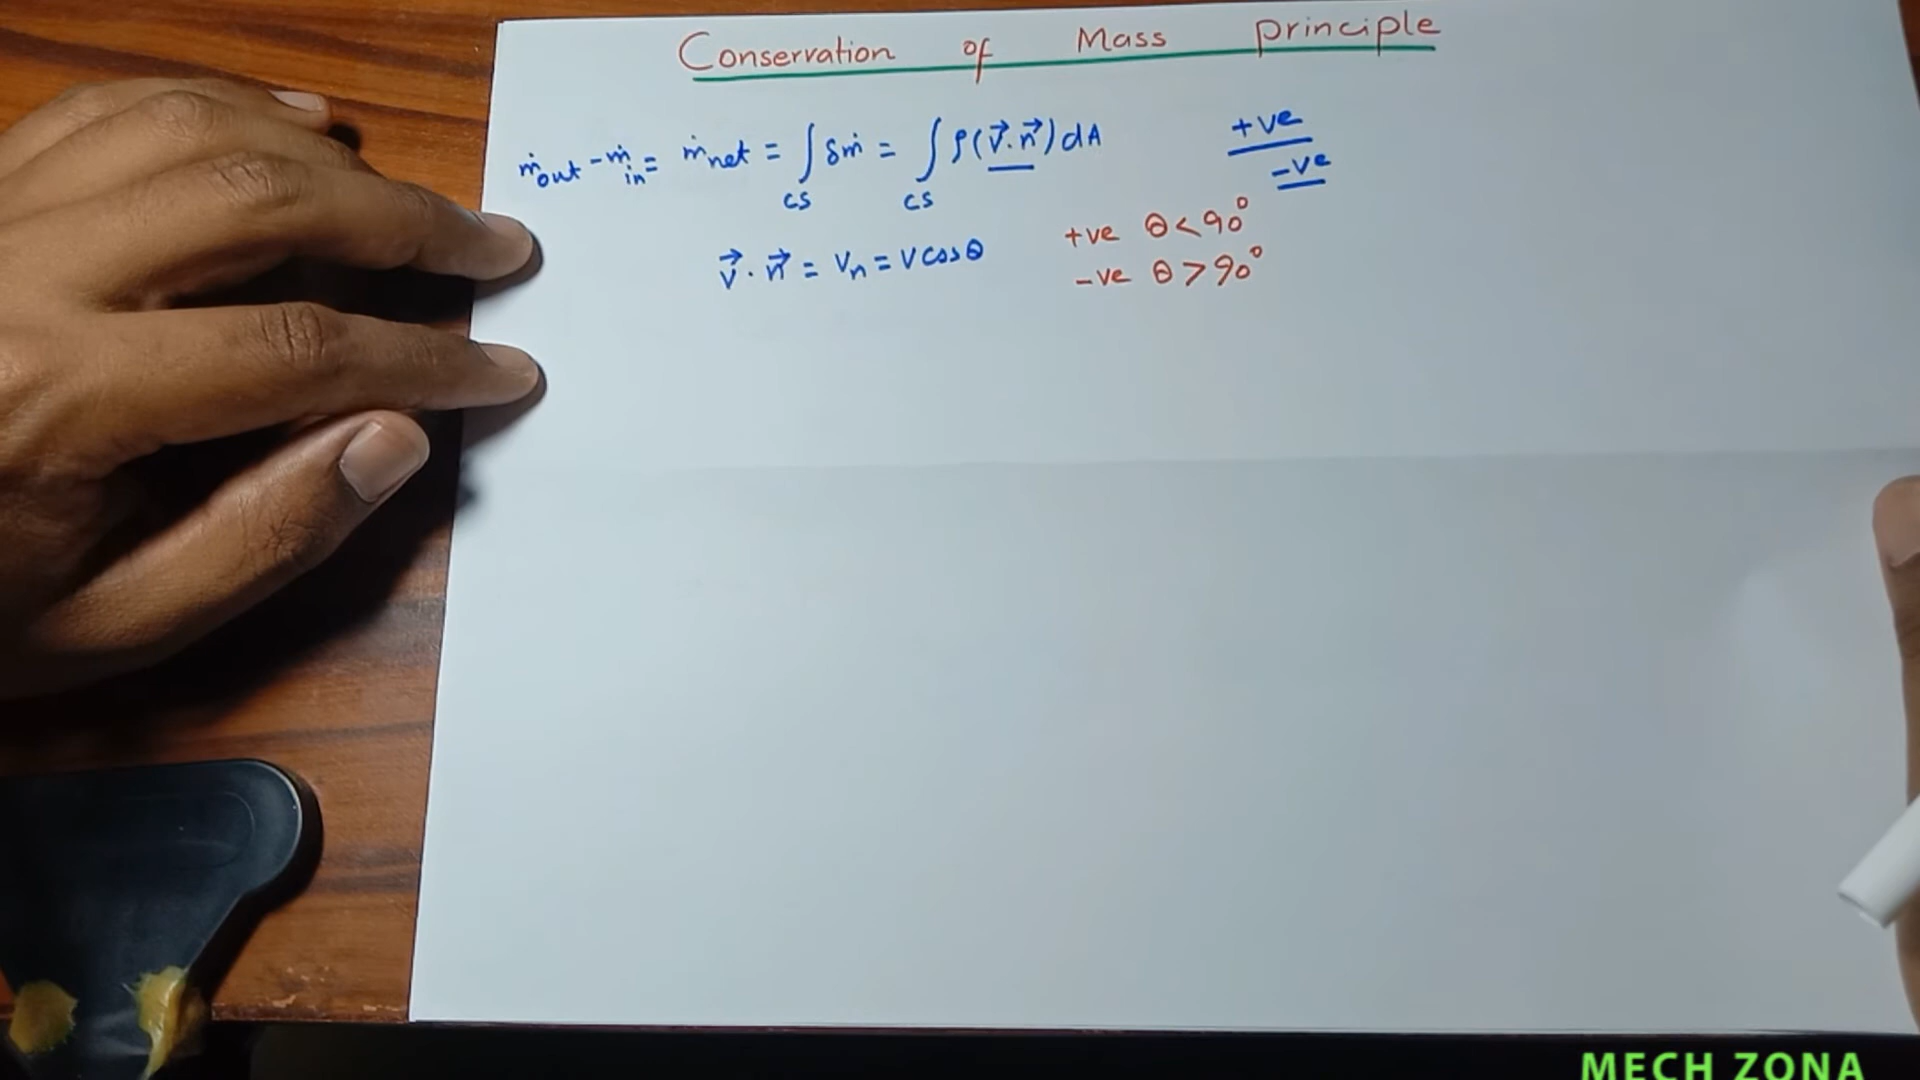 Conservation of Mass principle
ṁout - ṁin = ṁnet = ∫CS δṁ = ∫CS ρ(v⃗.n⃗)dA
+ve
-ve
v⃗ . n⃗ = Vn = V cosθ
+ve θ < 90°
-ve θ > 90°
MECH ZONA